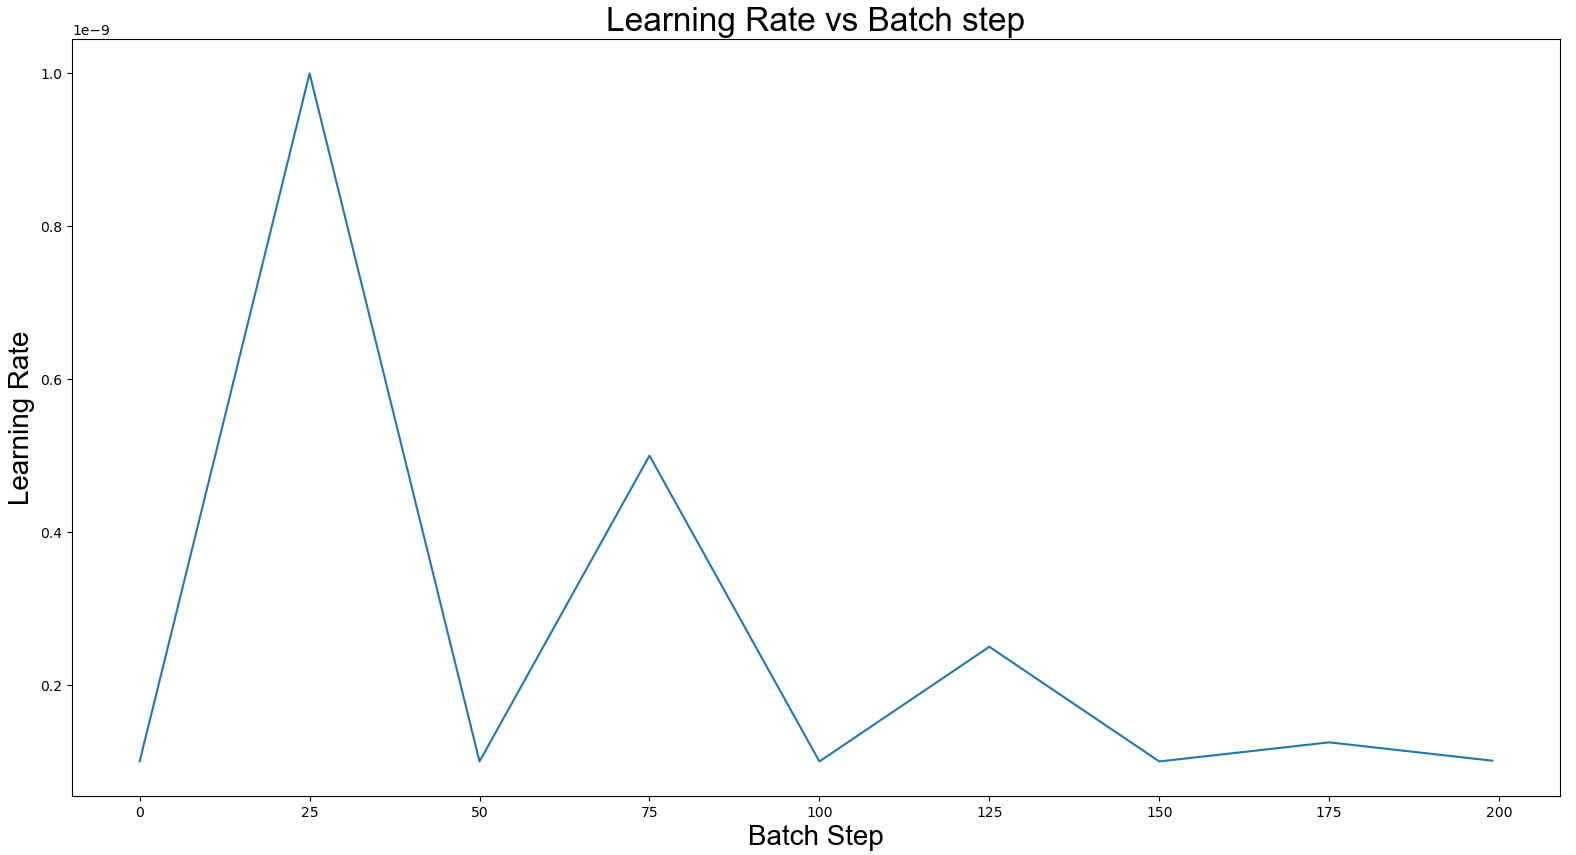 Learning Rate vs Batch step
1e−9
1.0
0.8
0.6
0.4
0.2
Learning Rate
0 25 50 75 100 125 150 175 200
Batch Step